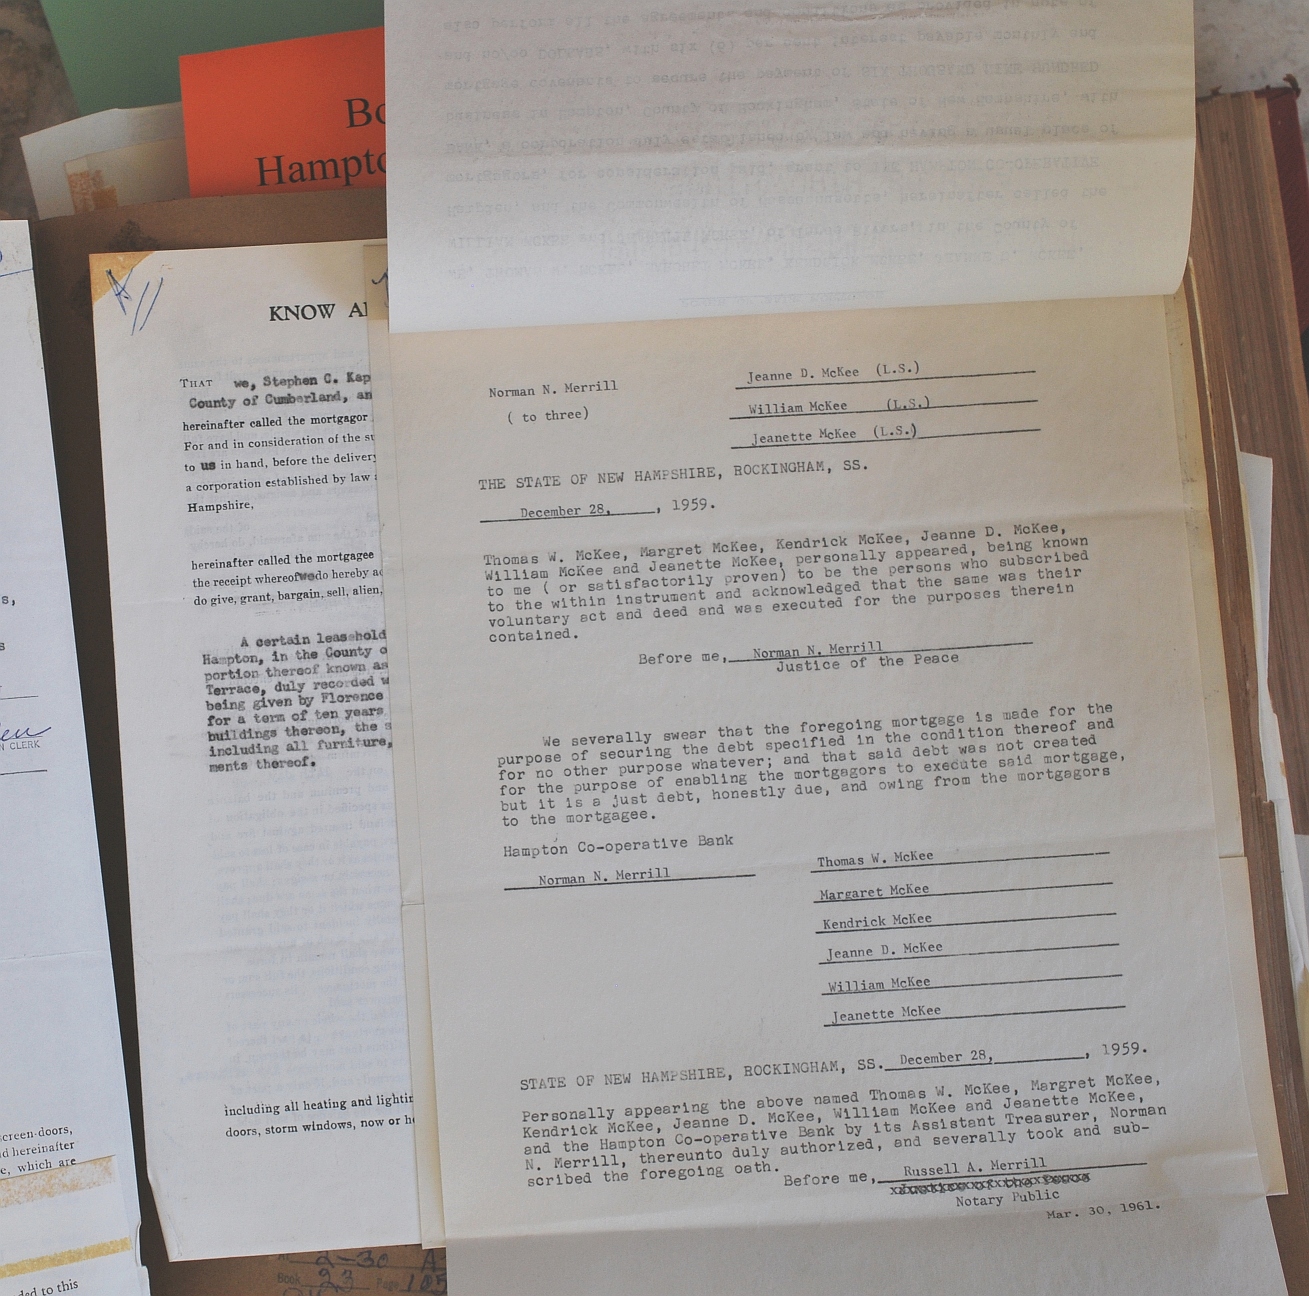 Bo
Hampto
KNOW AL
THAT we, Stephen C. Kap
County of Cumberland, an
hereinafter called the mortgagor
For and in consideration of the su
to us in hand, before the delivery
a corporation established by law
Hampshire,
hereinafter called the mortgagee
the receipt whereof we do hereby ac
do give, grant, bargain, sell, alien,
A certain leasehold
Hampton, in the County o
portion thereof known as
Terrace, duly recorded w
being given by Florence
for a term of ten years
buildings thereon, the s
including all furniture,
ments thereof.
including all heating and lightin
doors, storm windows, now or he
N CLERK
screen-doors,
d hereinafter
e, which are
ded to this
2-30
Book 23 Page 105
Norman N. Merrill
( to three)
Jeanne D. McKee (L.S.)
William McKee (L.S.)
Jeanette McKee (L.S.)
THE STATE OF NEW HAMPSHIRE, ROCKINGHAM, SS.
December 28, , 1959.
Thomas W. McKee, Margret McKee, Kendrick McKee, Jeanne D. McKee,
William McKee and Jeanette McKee, personally appeared, being known
to me ( or satisfactorily proven) to be the persons who subscribed
to the within instrument and acknowledged that the same was their
voluntary act and deed and was executed for the purposes therein
contained.
Before me, Norman N. Merrill
Justice of the Peace
We severally swear that the foregoing mortgage is made for the
purpose of securing the debt specified in the condition thereof and
for no other purpose whatever; and that said debt was not created
for the purpose of enabling the mortgagors to execute said mortgage,
but it is a just debt, honestly due, and owing from the mortgagors
to the mortgagee.
Hampton Co-operative Bank
Norman N. Merrill
Thomas W. McKee
Margaret McKee
Kendrick McKee
Jeanne D. McKee
William McKee
Jeanette McKee
STATE OF NEW HAMPSHIRE, ROCKINGHAM, SS. December 28, , 1959.
Personally appearing the above named Thomas W. McKee, Margret McKee,
Kendrick McKee, Jeanne D. McKee, William McKee and Jeanette McKee,
and the Hampton Co-operative Bank by its Assistant Treasurer, Norman
N. Merrill, thereunto duly authorized, and severally took and sub-
scribed the foregoing oath.
Before me, Russell A. Merrill
Notary Public
Mar. 30, 1961.